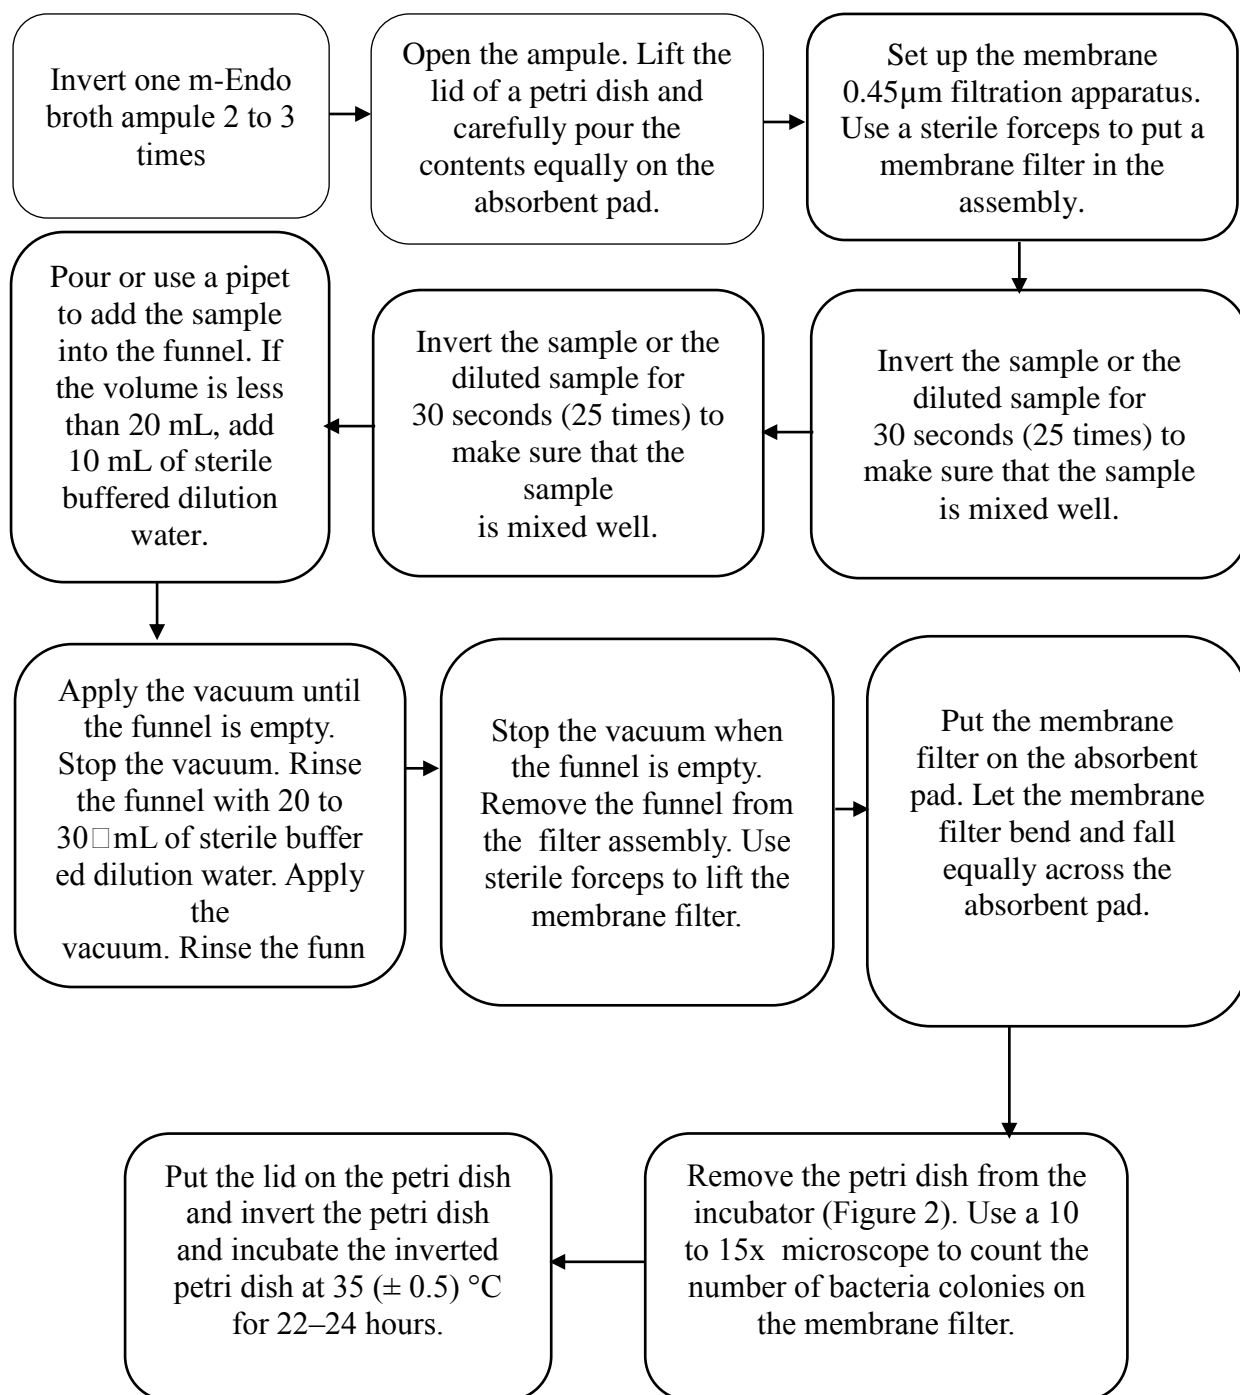 Invert one m-Endo
broth ampule 2 to 3
times
Open the ampule. Lift the
lid of a petri dish and
carefully pour the
contents equally on the
absorbent pad.
Set up the membrane
0.45µm filtration apparatus.
Use a sterile forceps to put a
membrane filter in the
assembly.
Invert the sample or the
diluted sample for
30 seconds (25 times) to
make sure that the sample
is mixed well.
Invert the sample or the
diluted sample for
30 seconds (25 times) to
make sure that the
sample
is mixed well.
Pour or use a pipet
to add the sample
into the funnel. If
the volume is less
than 20 mL, add
10 mL of sterile
buffered dilution
water.
Apply the vacuum until
the funnel is empty.
Stop the vacuum. Rinse
the funnel with 20 to
30□mL of sterile buffer
ed dilution water. Apply
the
vacuum. Rinse the funn
Stop the vacuum when
the funnel is empty.
Remove the funnel from
the filter assembly. Use
sterile forceps to lift the
membrane filter.
Put the membrane
filter on the absorbent
pad. Let the membrane
filter bend and fall
equally across the
absorbent pad.
Remove the petri dish from the
incubator (Figure 2). Use a 10
to 15x microscope to count the
number of bacteria colonies on
the membrane filter.
Put the lid on the petri dish
and invert the petri dish
and incubate the inverted
petri dish at 35 (± 0.5) °C
for 22–24 hours.